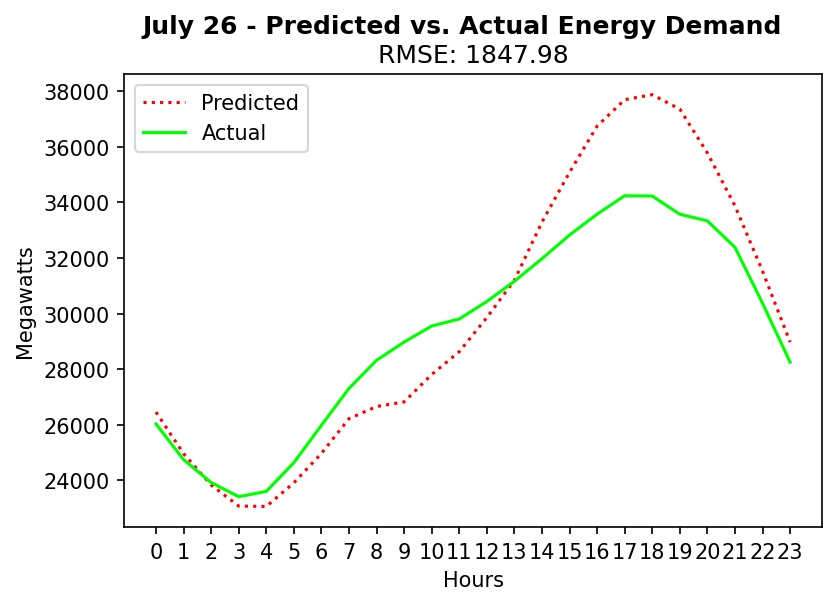 July 26 - Predicted vs. Actual Energy Demand
RMSE: 1847.98
Predicted
Actual
38000
36000
34000
32000
30000
28000
26000
24000
Megawatts
0 1 2 3 4 5 6 7 8 9 10 11 12 13 14 15 16 17 18 19 20 21 22 23
Hours